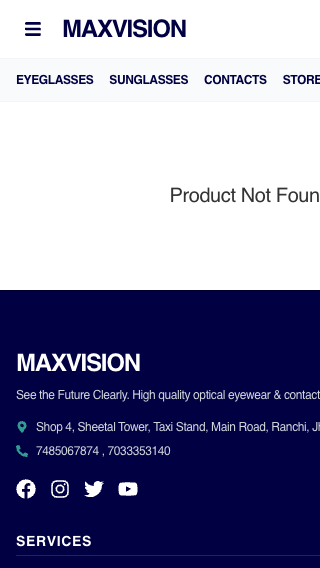 MAXVISION
EYEGLASSES SUNGLASSES CONTACTS STORE
Product Not Foun
MAXVISION
See the Future Clearly. High quality optical eyewear & contact
Shop 4, Sheetal Tower, Taxi Stand, Main Road, Ranchi, Jh
7485067874 , 7033353140
SERVICES